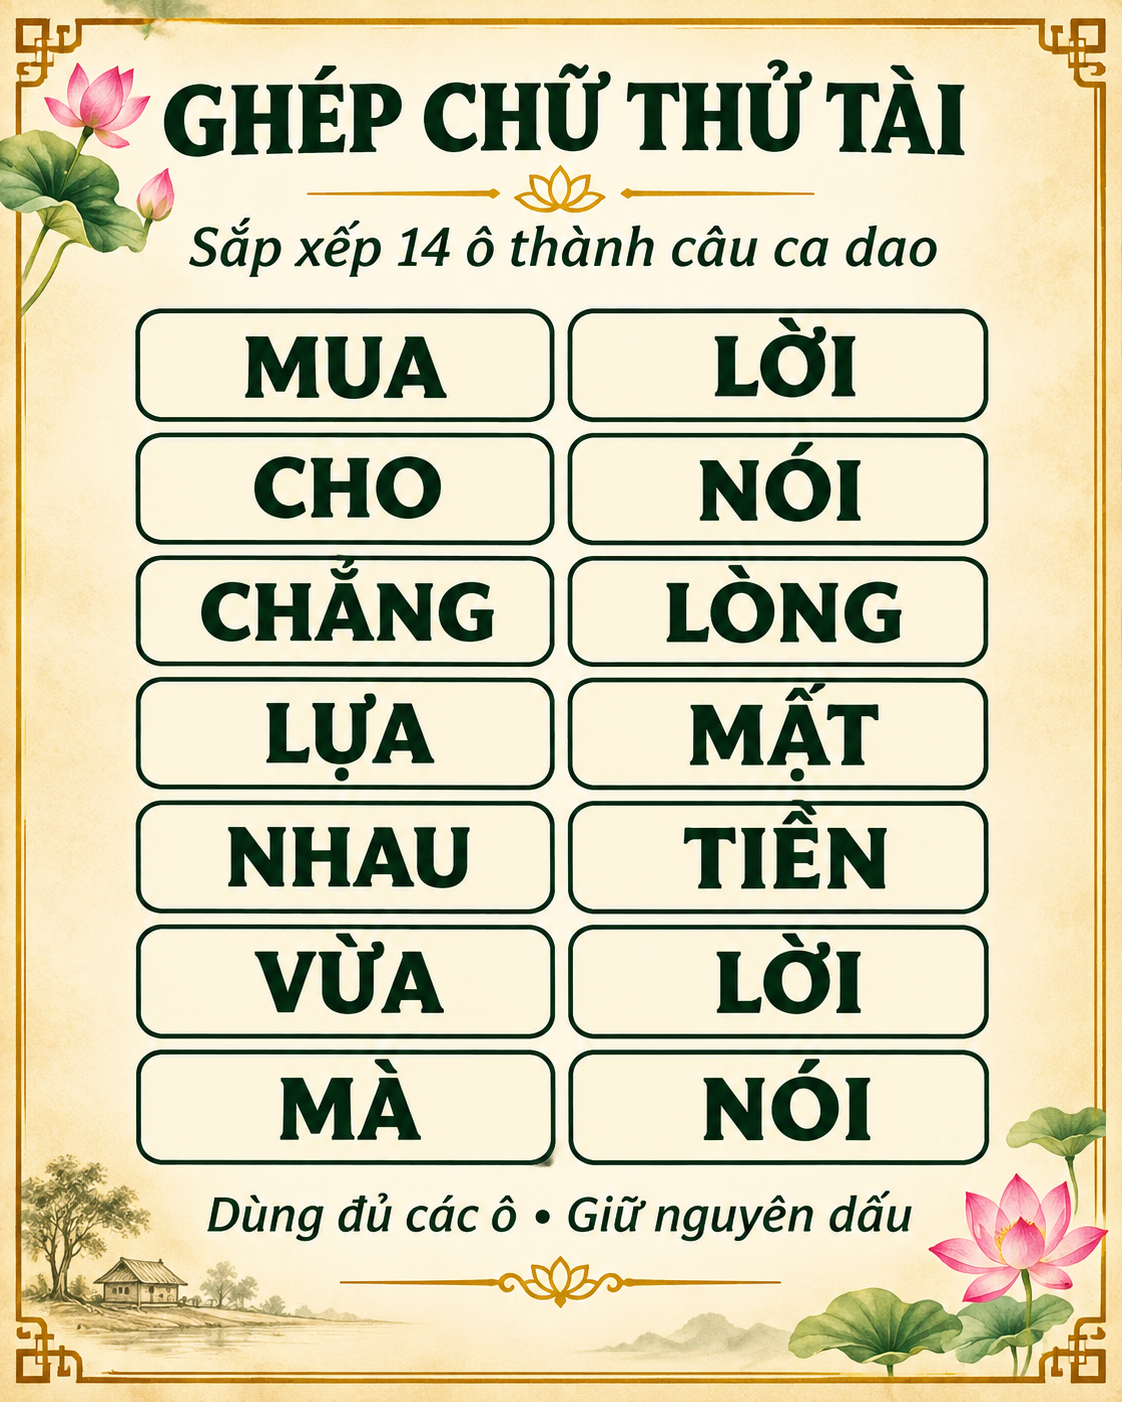 GHÉP CHỮ THỬ TÀI
Sắp xếp 14 ô thành câu ca dao
MUA
LỜI
CHO
NÓI
CHẲNG
LÒNG
LỰA
MẤT
NHAU
TIỀN
VỪA
LỜI
MÀ
NÓI
Dùng đủ các ô • Giữ nguyên dấu